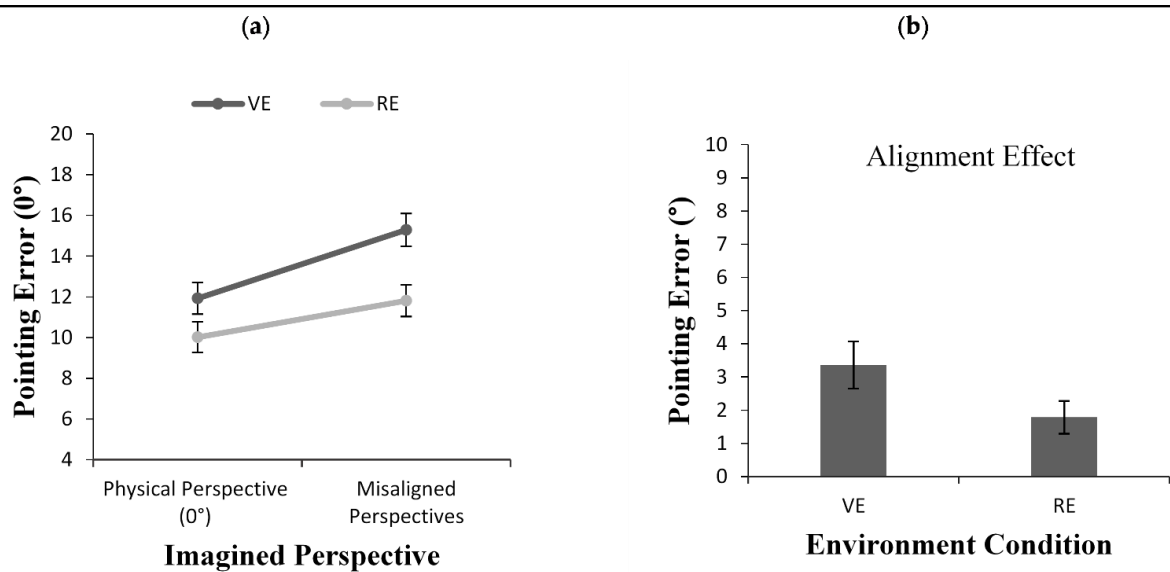 (a)
VE RE
20
18
16
14
12
10
8
6
4
Pointing Error (0°)
Physical Perspective
(0°)
Misaligned
Perspectives
Imagined Perspective
(b)
Alignment Effect
10
9
8
7
6
5
4
3
2
1
0
Pointing Error (°)
VE RE
Environment Condition